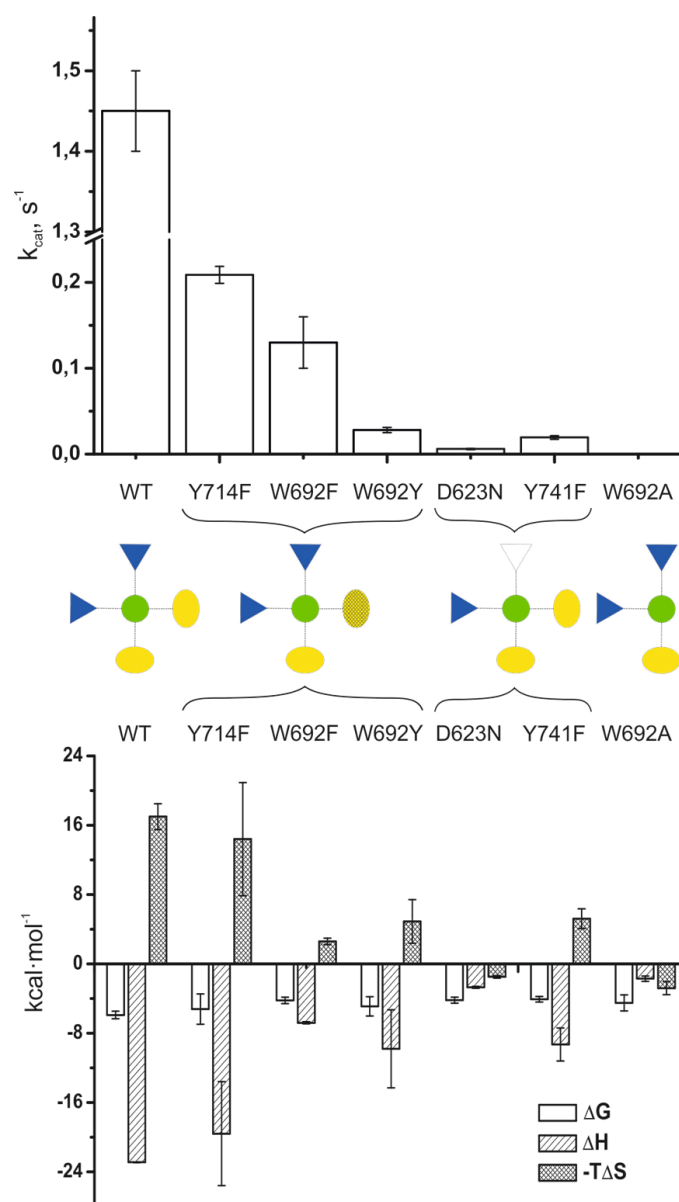 1,5
1,4
1,3
0,2
0,1
0,0
k_cat, s⁻¹
WT Y714F W692F W692Y D623N Y741F W692A
WT Y714F W692F W692Y D623N Y741F W692A
24
16
8
0
-8
-16
-24
kcal·mol⁻¹
ΔG
ΔH
-TΔS